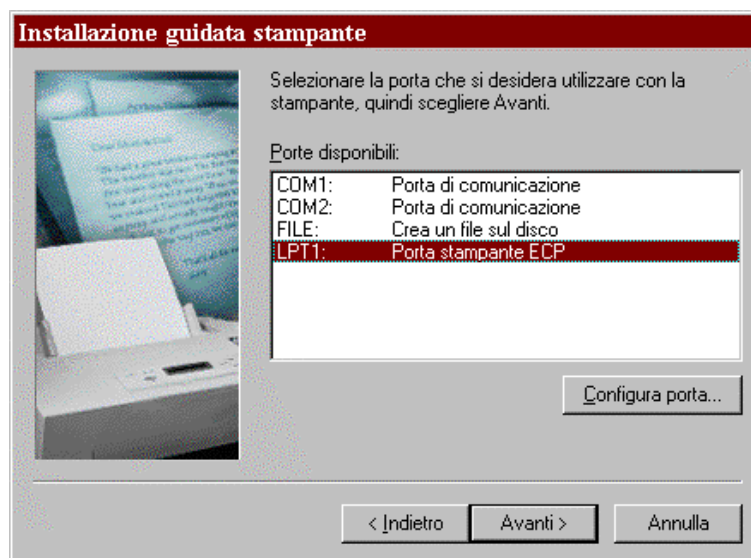 Installazione guidata stampante
Selezionare la porta che si desidera utilizzare con la
stampante, quindi scegliere Avanti.
Porte disponibili:
COM1: Porta di comunicazione
COM2: Porta di comunicazione
FILE: Crea un file sul disco
LPT1: Porta stampante ECP
Configura porta...
< Indietro Avanti > Annulla